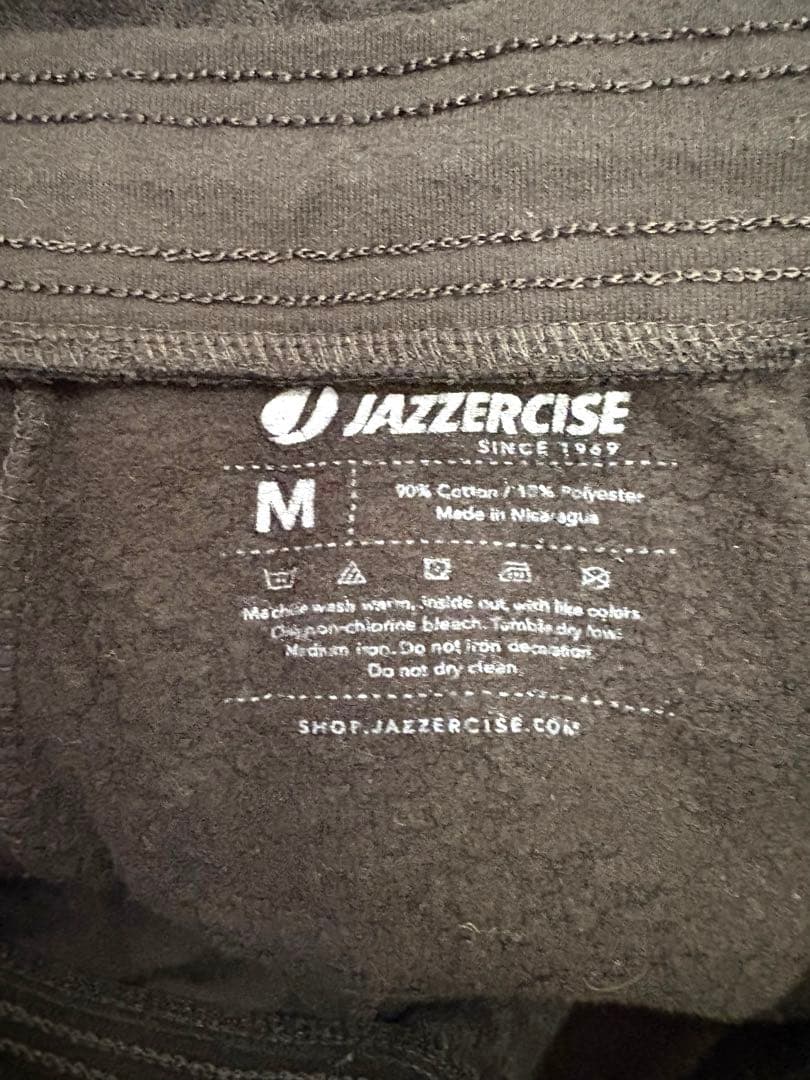 JAZZERCISE
SINCE 1969
M
90% Cotton / 10% Polyester
Made in Nicaragua
Machine wash warm, inside out, with like colors.
Only non-chlorine bleach. Tumble dry low.
Medium iron. Do not iron decoration.
Do not dry clean.
SHOP.JAZZERCISE.COM